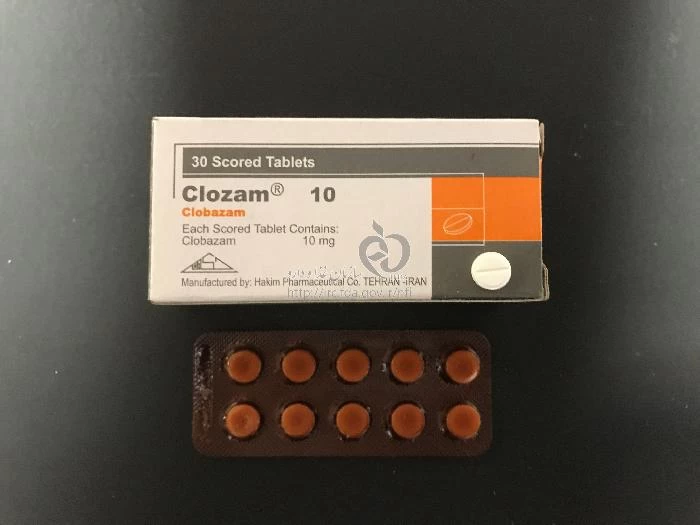 30 Scored Tablets
Clozam® 10
Clobazam
Each Scored Tablet Contains:
Clobazam 10 mg
Manufactured by: Hakim Pharmaceutical Co. TEHRAN -IRAN